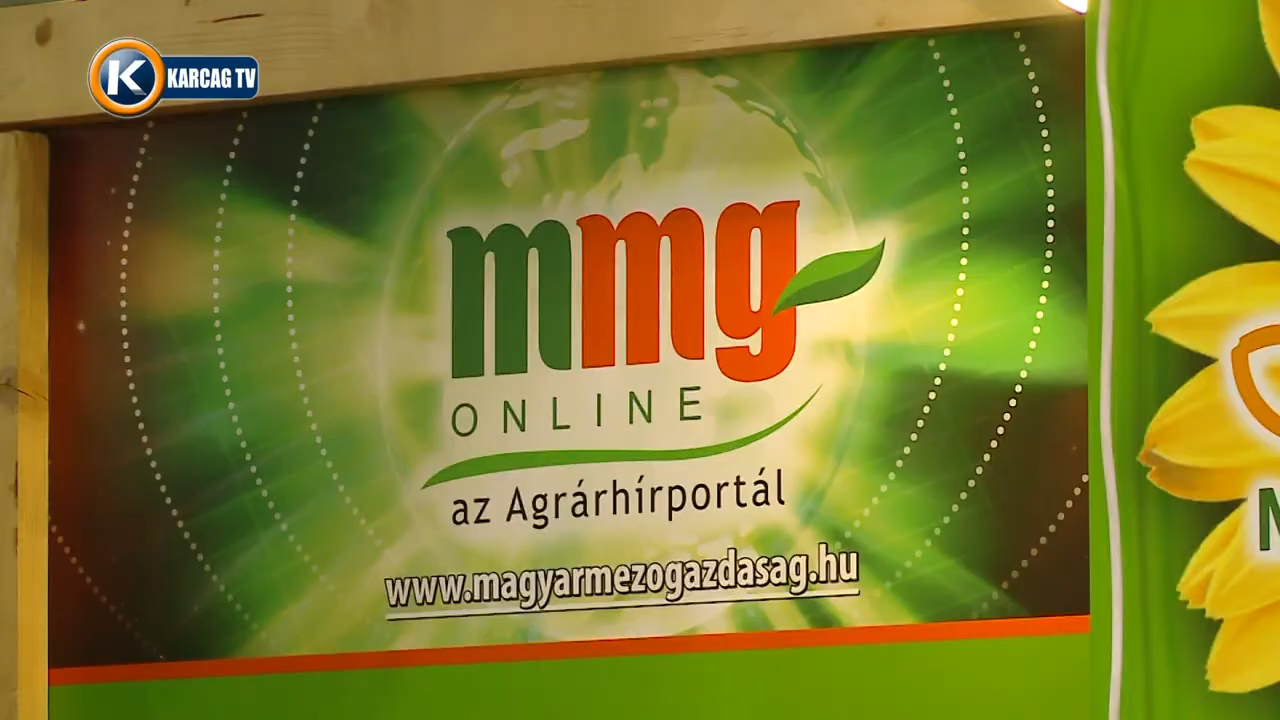 K KARCAG TV
mmg
ONLINE
az Agrárhírportál
www.magyarmezogazdasag.hu